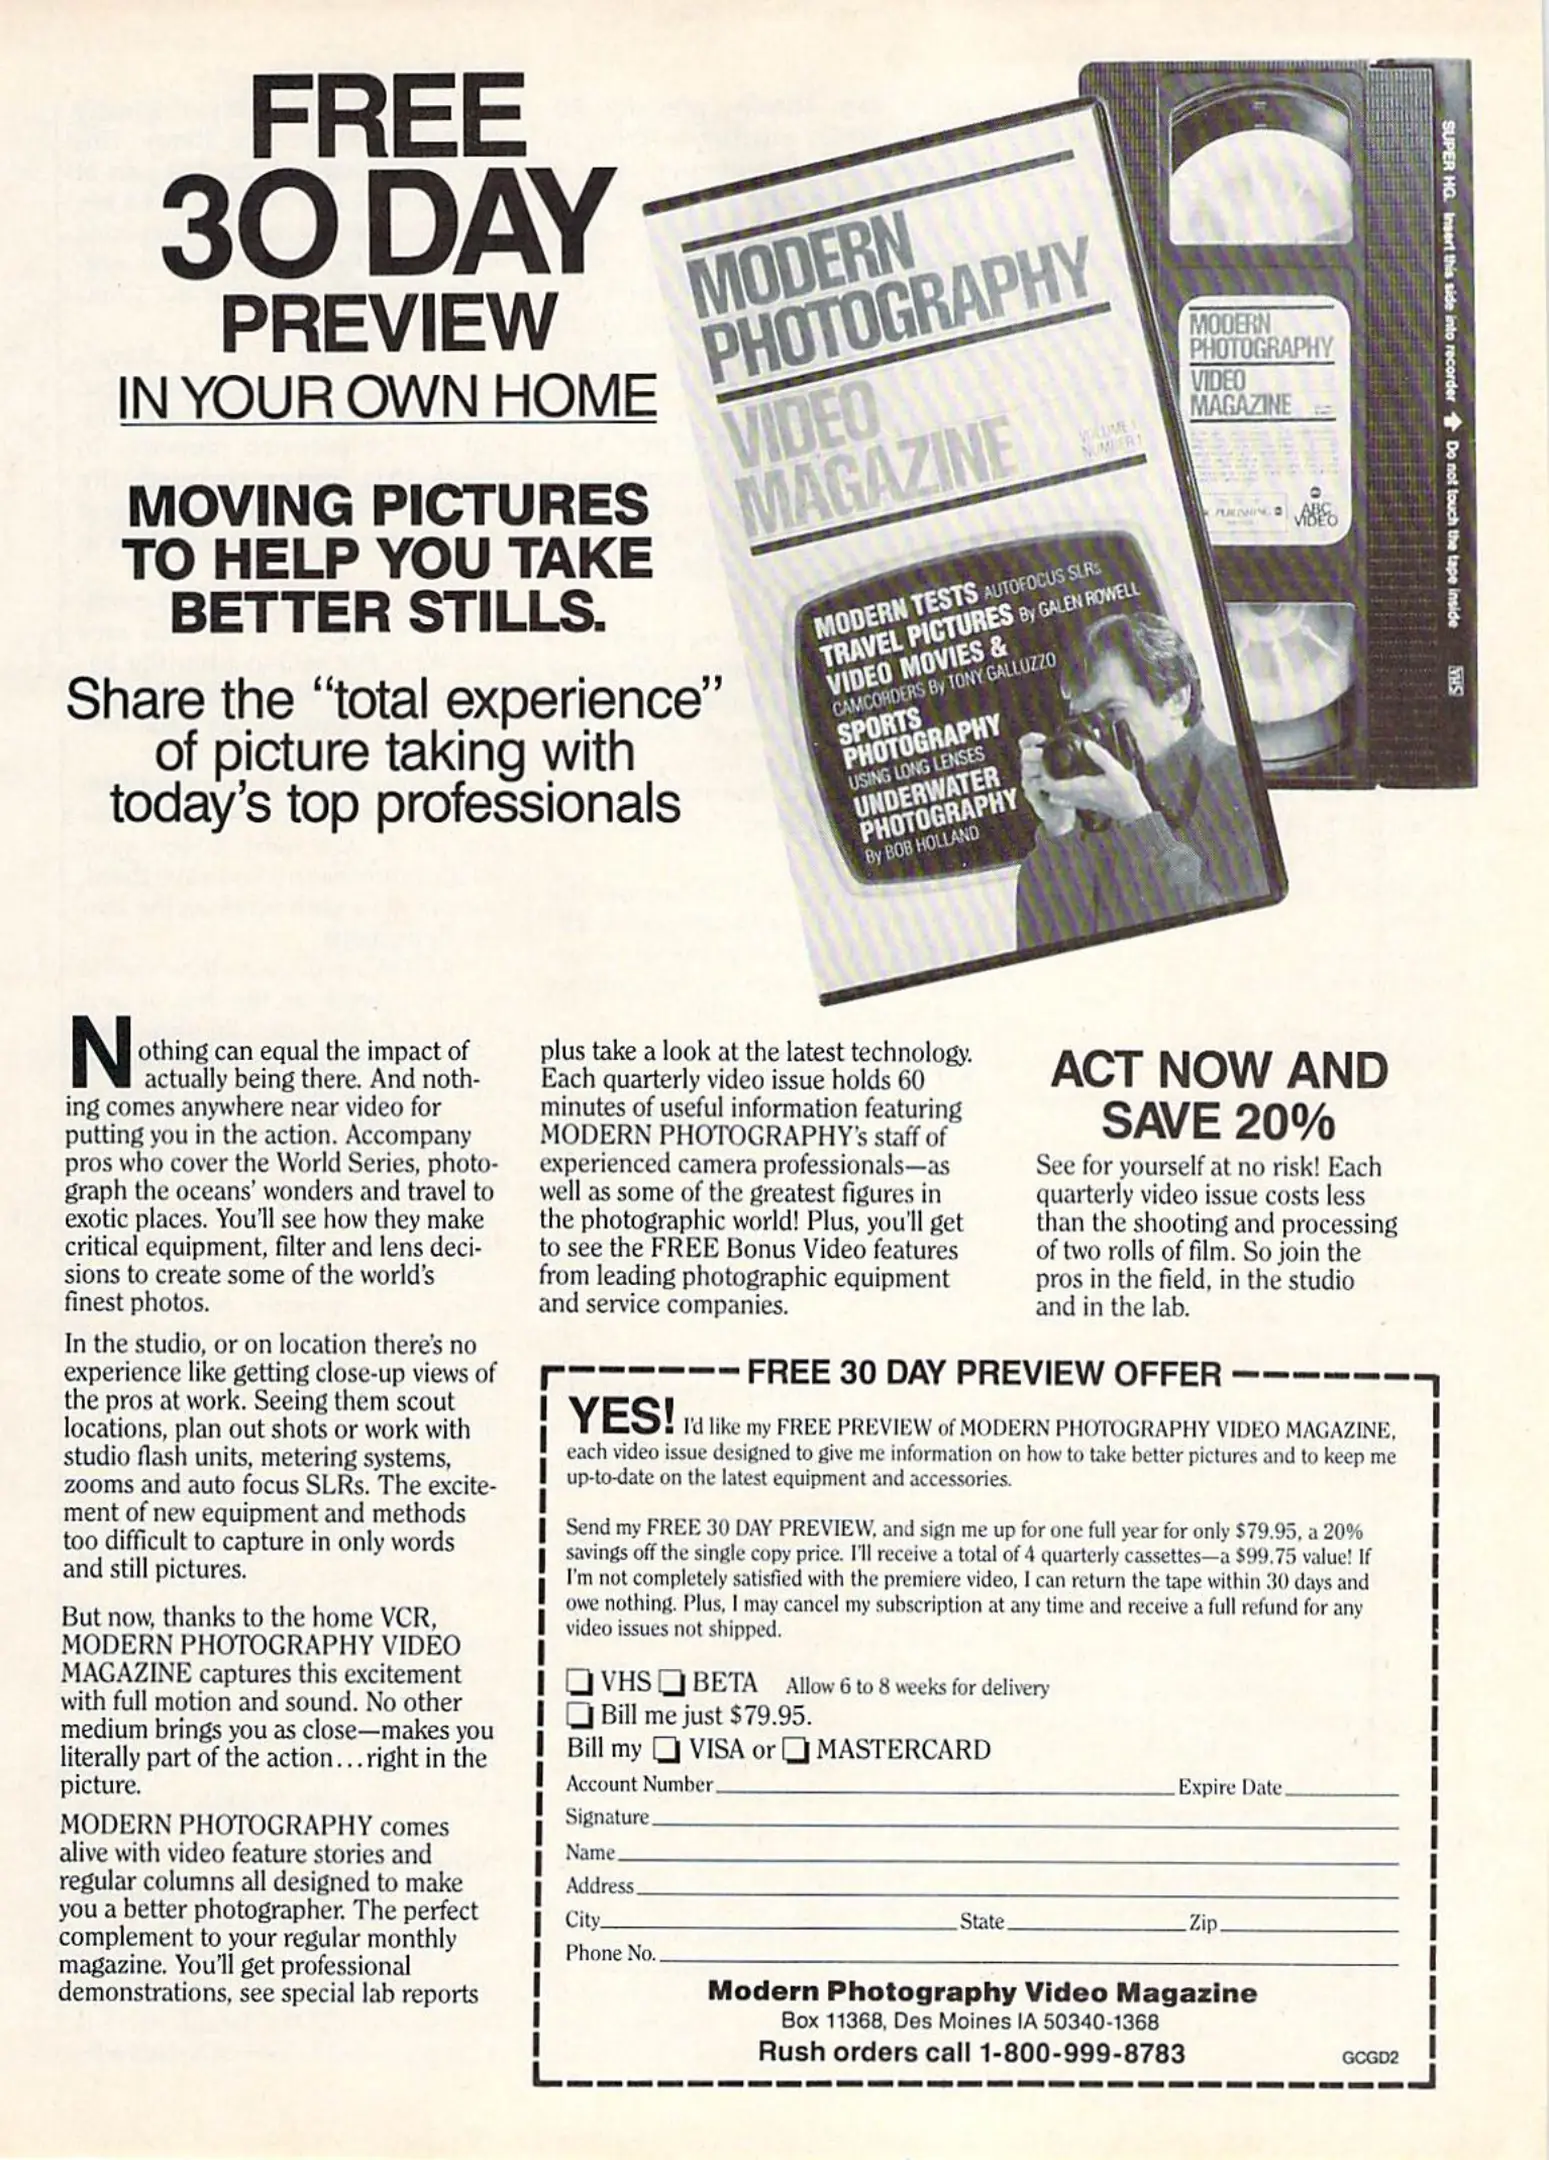 FREE
30 DAY
PREVIEW
IN YOUR OWN HOME
MOVING PICTURES
TO HELP YOU TAKE
BETTER STILLS.
Share the “total experience”
of picture taking with
today’s top professionals
MODERN
PHOTOGRAPHY
VIDEO
MAGAZINE
VOLUME 1
NUMBER 1
MODERN TESTS AUTOFOCUS SLRs
TRAVEL PICTURES By GALEN ROWELL
VIDEO MOVIES &
CAMCORDERS By TONY GALLUZZO
SPORTS
PHOTOGRAPHY
USING LONG LENSES
UNDERWATER
PHOTOGRAPHY
By BOB HOLLAND
MODERN
PHOTOGRAPHY
VIDEO
MAGAZINE
ABC
VIDEO
SUPER HG. Insert this side into recorder Do not touch the tape inside VHS
Nothing can equal the impact of
actually being there. And noth-
ing comes anywhere near video for
putting you in the action. Accompany
pros who cover the World Series, photo-
graph the oceans’ wonders and travel to
exotic places. You’ll see how they make
critical equipment, filter and lens deci-
sions to create some of the world’s
finest photos.
In the studio, or on location there’s no
experience like getting close-up views of
the pros at work. Seeing them scout
locations, plan out shots or work with
studio flash units, metering systems,
zooms and auto focus SLRs. The excite-
ment of new equipment and methods
too difficult to capture in only words
and still pictures.
But now, thanks to the home VCR,
MODERN PHOTOGRAPHY VIDEO
MAGAZINE captures this excitement
with full motion and sound. No other
medium brings you as close—makes you
literally part of the action...right in the
picture.
MODERN PHOTOGRAPHY comes
alive with video feature stories and
regular columns all designed to make
you a better photographer. The perfect
complement to your regular monthly
magazine. You’ll get professional
demonstrations, see special lab reports
plus take a look at the latest technology.
Each quarterly video issue holds 60
minutes of useful information featuring
MODERN PHOTOGRAPHY’s staff of
experienced camera professionals—as
well as some of the greatest figures in
the photographic world! Plus, you’ll get
to see the FREE Bonus Video features
from leading photographic equipment
and service companies.
ACT NOW AND
SAVE 20%
See for yourself at no risk! Each
quarterly video issue costs less
than the shooting and processing
of two rolls of film. So join the
pros in the field, in the studio
and in the lab.
FREE 30 DAY PREVIEW OFFER
YES! I’d like my FREE PREVIEW of MODERN PHOTOGRAPHY VIDEO MAGAZINE,
each video issue designed to give me information on how to take better pictures and to keep me
up-to-date on the latest equipment and accessories.
Send my FREE 30 DAY PREVIEW, and sign me up for one full year for only $79.95, a 20%
savings off the single copy price. I’ll receive a total of 4 quarterly cassettes—a $99.75 value! If
I’m not completely satisfied with the premiere video, I can return the tape within 30 days and
owe nothing. Plus, I may cancel my subscription at any time and receive a full refund for any
video issues not shipped.
VHS BETA Allow 6 to 8 weeks for delivery
Bill me just $79.95.
Bill my VISA or MASTERCARD
Account Number Expire Date
Signature
Name
Address
City State Zip
Phone No.
Modern Photography Video Magazine
Box 11368, Des Moines IA 50340-1368
Rush orders call 1-800-999-8783
GCGD2